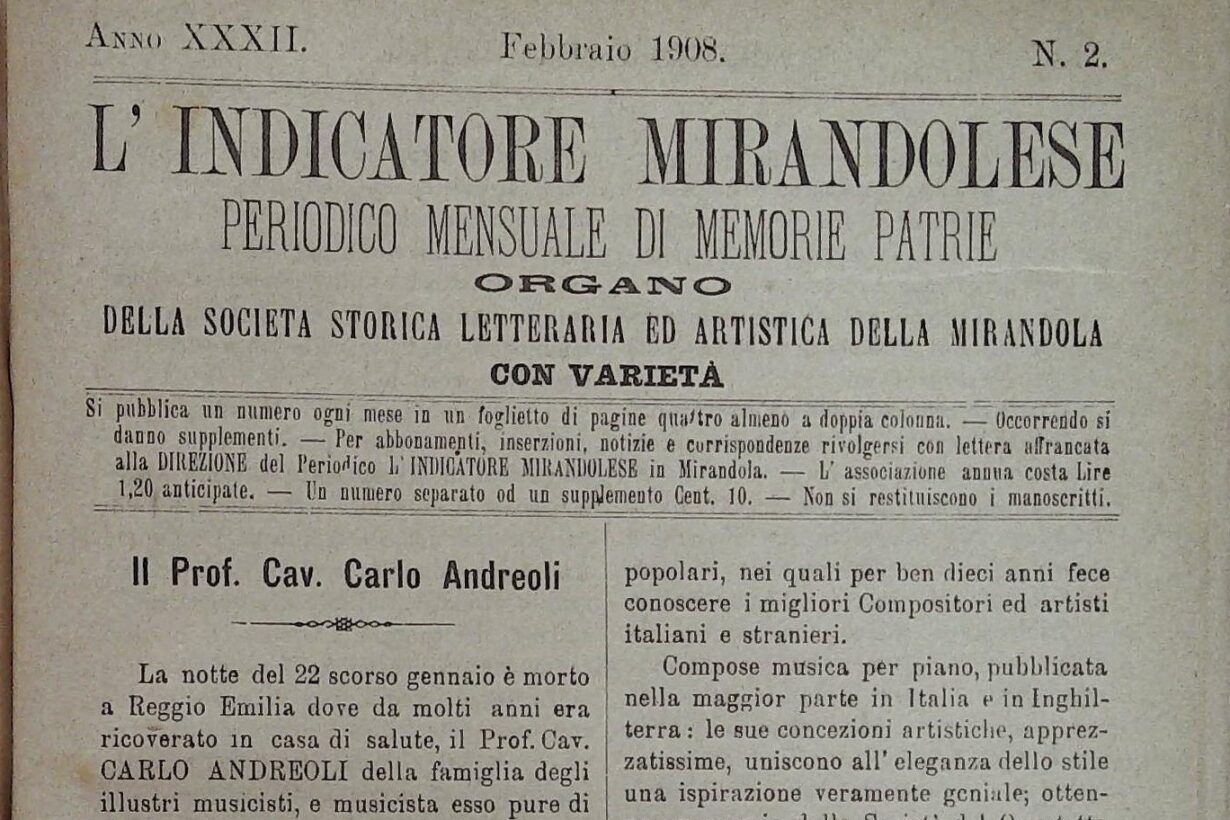 ANNO XXXII.
Febbraio 1908.
N. 2.
L' INDICATORE MIRANDOLESE
PERIODICO MENSUALE DI MEMORIE PATRIE
ORGANO
DELLA SOCIETA STORICA LETTERARIA ED ARTISTICA DELLA MIRANDOLA
CON VARIETÀ
Si pubblica un numero ogni mese in un foglietto di pagine quattro almeno a doppia colonna. — Occorrendo si
danno supplementi. — Per abbonamenti, inserzioni, notizie e corrispondenze rivolgersi con lettera affrancata
alla DIREZIONE del Periodico L'INDICATORE MIRANDOLESE in Mirandola. — L' associazione annua costa Lire
1,20 anticipate. — Un numero separato od un supplemento Cent. 10. — Non si restituiscono i manoscritti.
Il Prof. Cav. Carlo Andreoli
La notte del 22 scorso gennaio è morto
a Reggio Emilia dove da molti anni era
ricoverato in casa di salute, il Prof. Cav.
CARLO ANDREOLI della famiglia degli
illustri musicisti, e musicista esso pure di
popolari, nei quali per ben dieci anni fece
conoscere i migliori Compositori ed artisti
italiani e stranieri.
Compose musica per piano, pubblicata
nella maggior parte in Italia e in Inghil-
terra: le sue concezioni artistiche, apprez-
zatissime, uniscono all' eleganza dello stile
una ispirazione veramente geniale; otten-